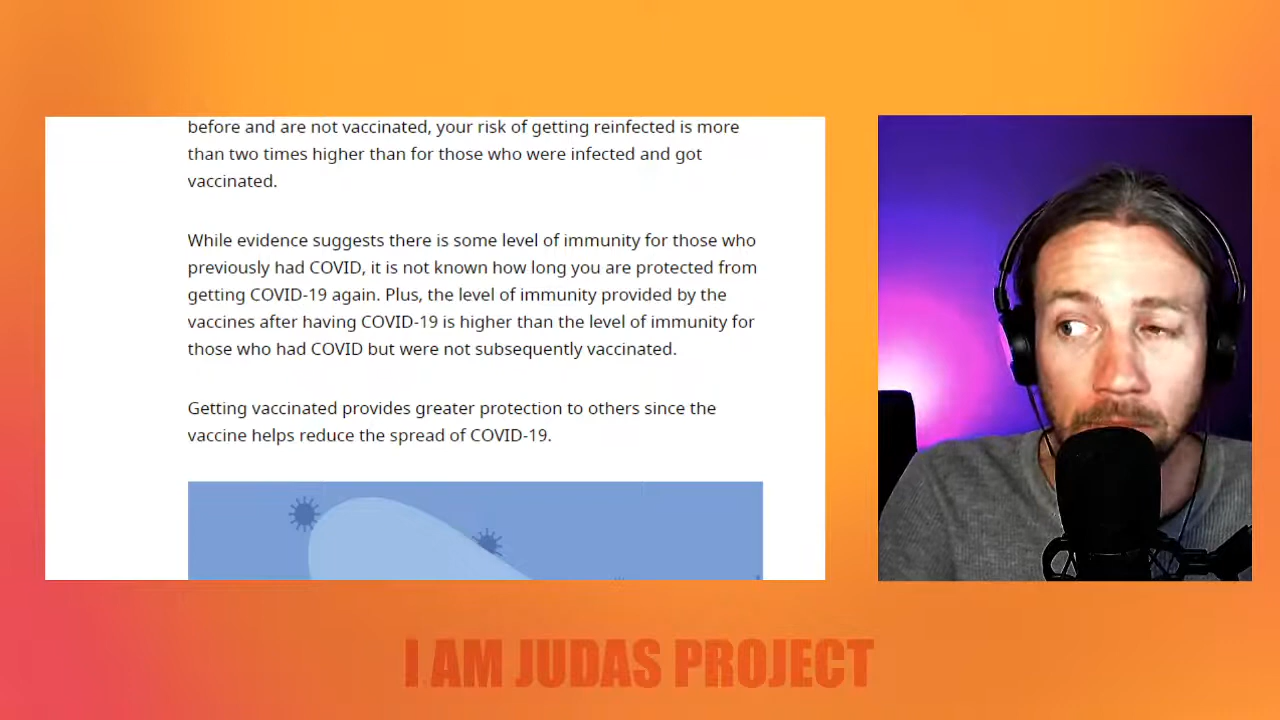 before and are not vaccinated, your risk of getting reinfected is more
than two times higher than for those who were infected and got
vaccinated.
While evidence suggests there is some level of immunity for those who
previously had COVID, it is not known how long you are protected from
getting COVID-19 again. Plus, the level of immunity provided by the
vaccines after having COVID-19 is higher than the level of immunity for
those who had COVID but were not subsequently vaccinated.
Getting vaccinated provides greater protection to others since the
vaccine helps reduce the spread of COVID-19.
I AM JUDAS PROJECT